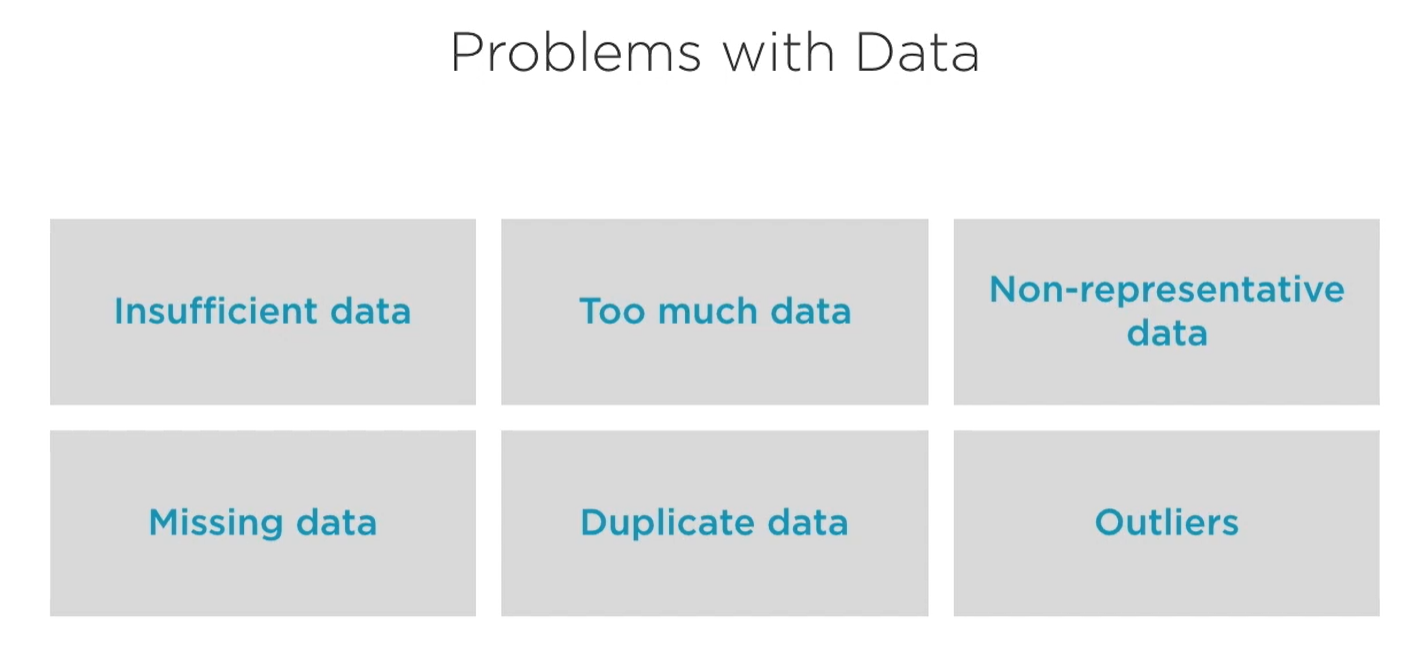 Problems with Data
Insufficient data
Too much data
Non-representative
data
Missing data
Duplicate data
Outliers